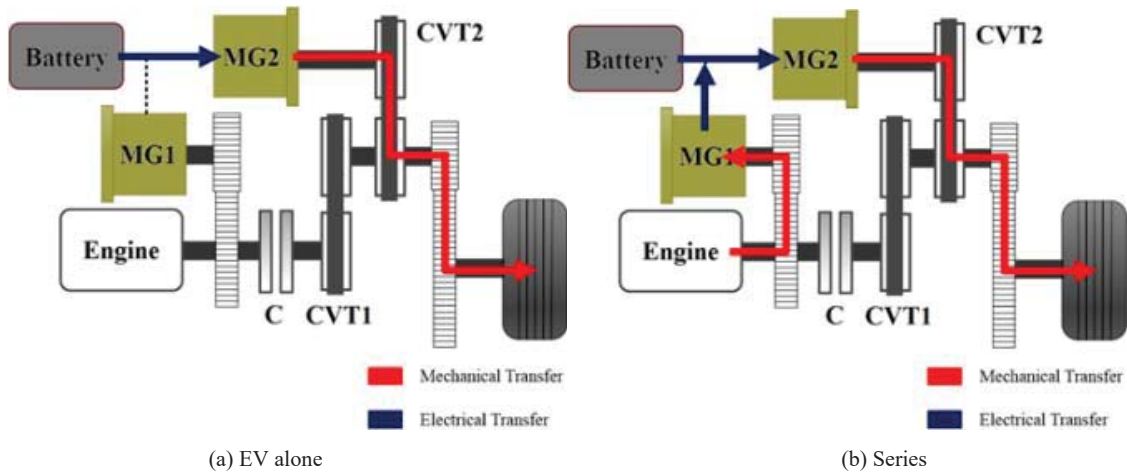 Battery
MG2
CVT2
MG1
Engine
C
CVT1
Mechanical Transfer
Electrical Transfer
(a) EV alone
Battery
MG2
CVT2
MG1
Engine
C
CVT1
Mechanical Transfer
Electrical Transfer
(b) Series